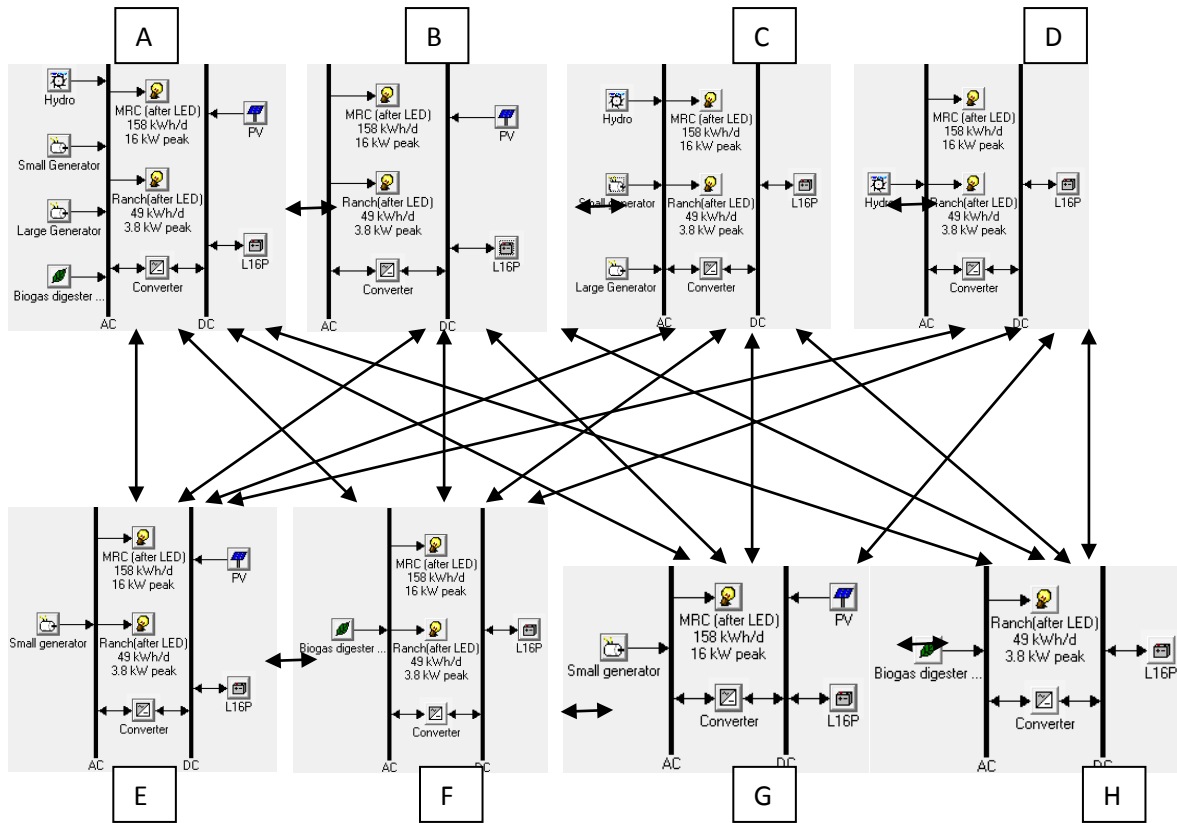 A
B
C
D
Hydro
MRC (after LED)
158 kWh/d
16 kW peak
PV
Small Generator
Ranch(after LED)
49 kWh/d
3.8 kW peak
Large Generator
L16P
Biogas digester ...
Converter
AC
DC
MRC (after LED)
158 kWh/d
16 kW peak
PV
Ranch(after LED)
49 kWh/d
3.8 kW peak
L16P
Converter
AC
DC
Hydro
MRC (after LED)
158 kWh/d
16 kW peak
Small generator
Ranch(after LED)
49 kWh/d
3.8 kW peak
L16P
Large Generator
Converter
AC
DC
MRC (after LED)
158 kWh/d
16 kW peak
Hydro
Ranch(after LED)
49 kWh/d
3.8 kW peak
L16P
Converter
AC
DC
MRC (after LED)
158 kWh/d
16 kW peak
PV
Small generator
Ranch(after LED)
49 kWh/d
3.8 kW peak
L16P
Converter
AC
DC
MRC (after LED)
158 kWh/d
16 kW peak
Biogas digester ...
Ranch(after LED)
49 kWh/d
3.8 kW peak
L16P
Converter
AC
DC
MRC (after LED)
158 kWh/d
16 kW peak
PV
Small generator
Converter
L16P
AC
DC
Ranch(after LED)
49 kWh/d
3.8 kW peak
Biogas digester ...
L16P
Converter
AC
DC
E
F
G
H